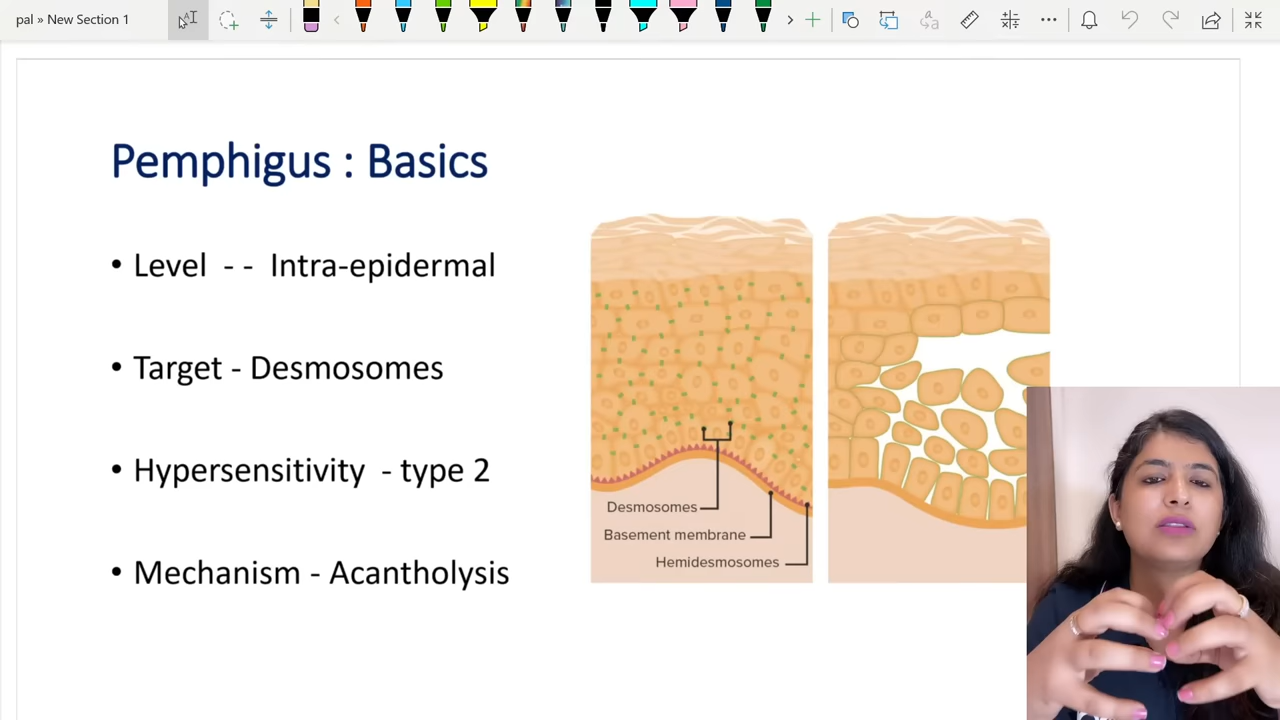 pal » New Section 1
Pemphigus : Basics
• Level - - Intra-epidermal
• Target - Desmosomes
• Hypersensitivity - type 2
• Mechanism - Acantholysis
Desmosomes
Basement membrane
Hemidesmosomes